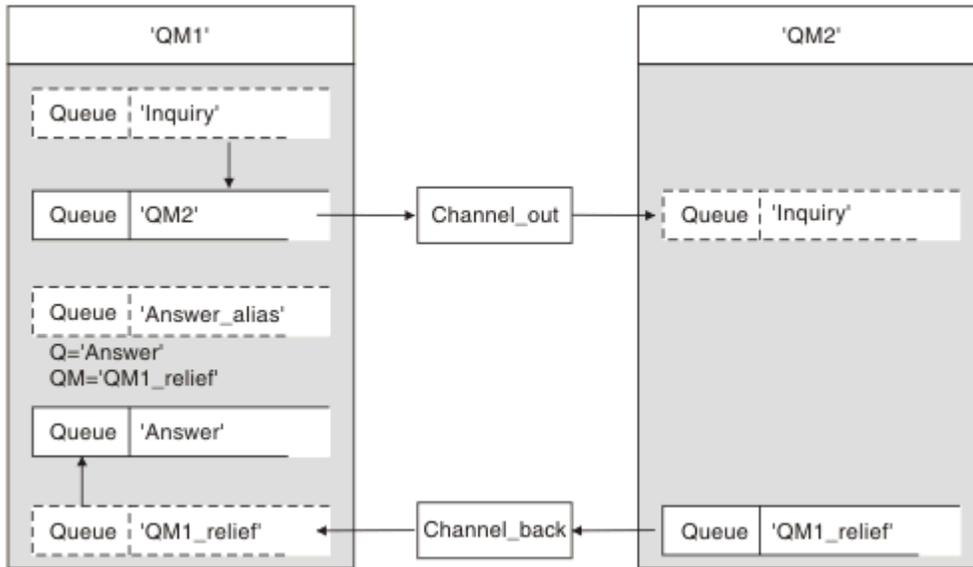 'QM1'
'QM2'
Queue 'Inquiry'
Queue 'QM2'
Channel_out
Queue 'Inquiry'
Queue 'Answer_alias'
Q='Answer'
QM='QM1_relief'
Queue 'Answer'
Queue 'QM1_relief'
Channel_back
Queue 'QM1_relief'